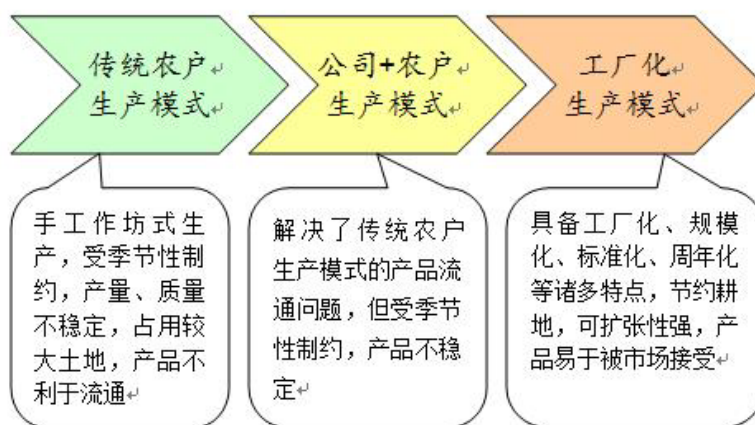 传统农户
生产模式
公司+农户
生产模式
工厂化
生产模式
手工作坊式生
产，受季节性制
约，产量、质量
不稳定，占用较
大土地，产品不
利于流通
解决了传统农户
生产模式的产品流
通问题，但受季节
性制约，产品不稳
定
具备工厂化、规模
化、标准化、周年化
等诸多特点，节约耕
地，可扩张性强，产
品易于被市场接受